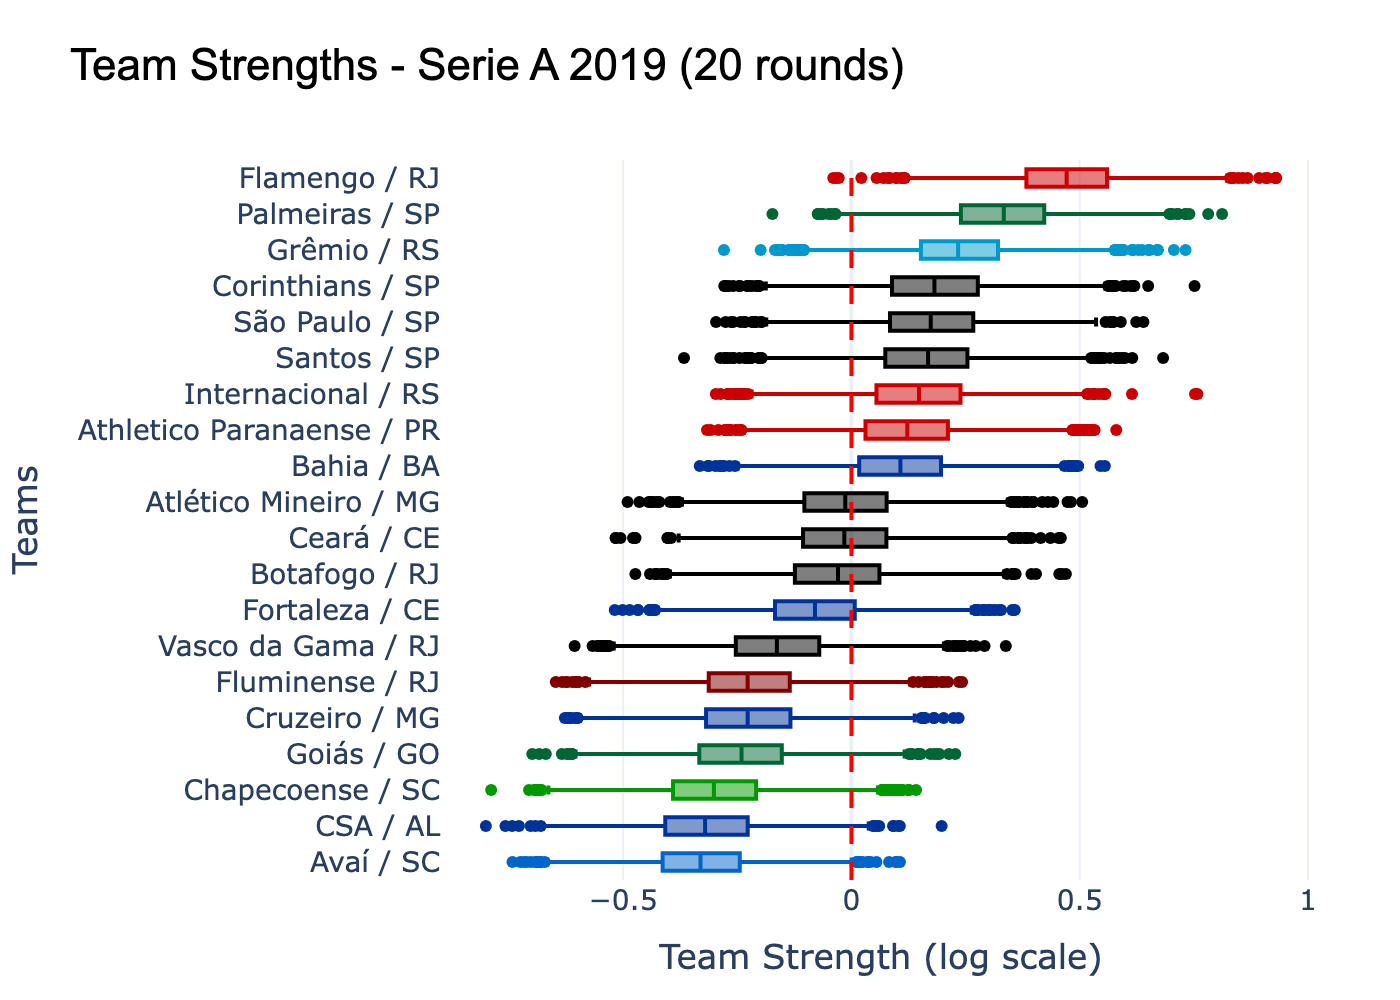 Team Strengths - Serie A 2019 (20 rounds)
Teams
Flamengo / RJ
Palmeiras / SP
Grêmio / RS
Corinthians / SP
São Paulo / SP
Santos / SP
Internacional / RS
Athletico Paranaense / PR
Bahia / BA
Atlético Mineiro / MG
Ceará / CE
Botafogo / RJ
Fortaleza / CE
Vasco da Gama / RJ
Fluminense / RJ
Cruzeiro / MG
Goiás / GO
Chapecoense / SC
CSA / AL
Avaí / SC
−0.5 0 0.5 1
Team Strength (log scale)